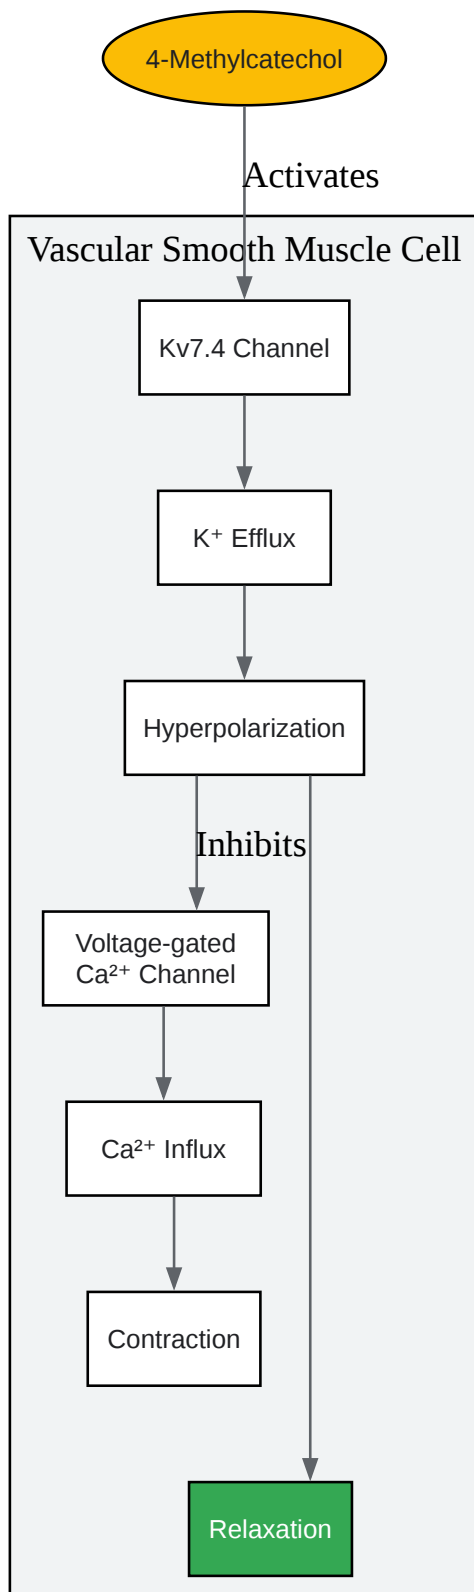 4-Methylcatechol
Activates
Vascular Smooth Muscle Cell
Kv7.4 Channel
K⁺ Efflux
Hyperpolarization
Inhibits
Voltage-gated
Ca²⁺ Channel
Ca²⁺ Influx
Contraction
Relaxation